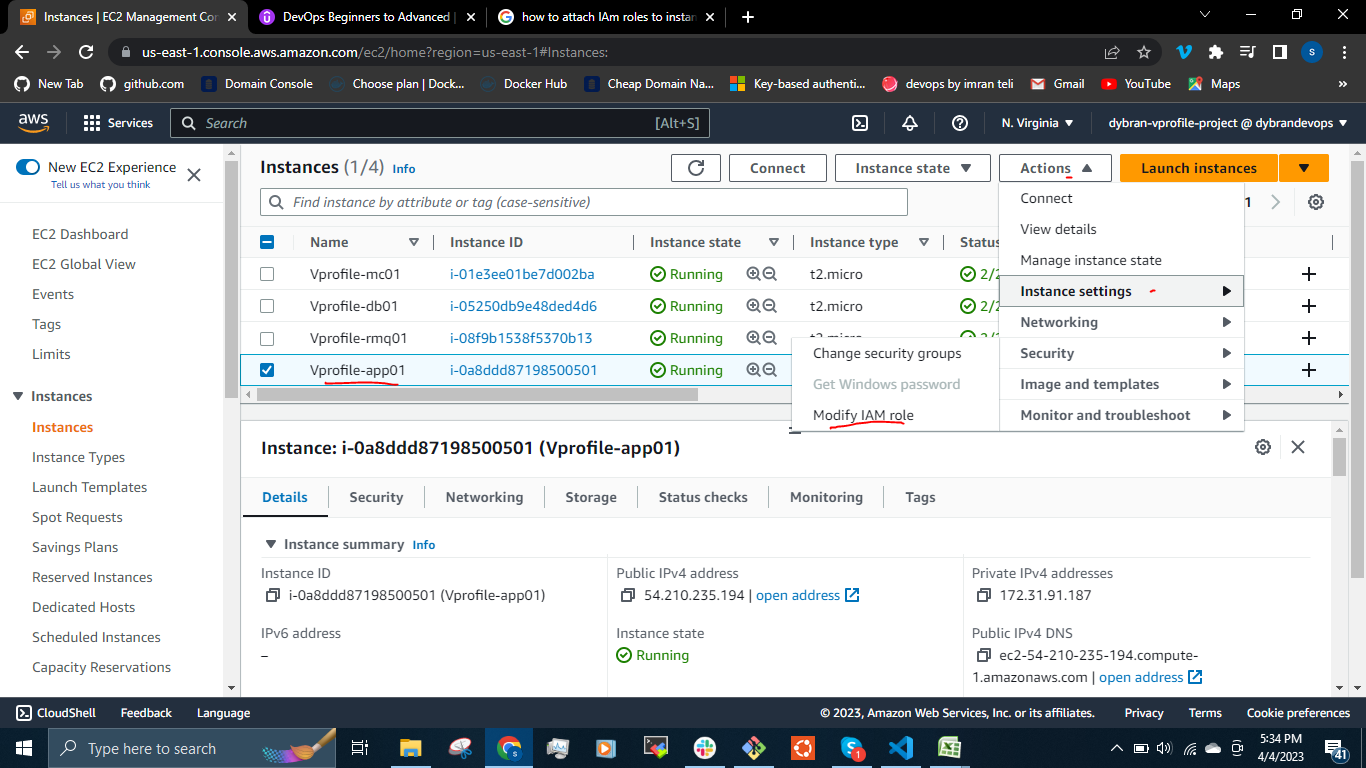 Instances | EC2 Management Con
DevOps Beginners to Advanced |
how to attach IAm roles to instan
us-east-1.console.aws.amazon.com/ec2/home?region=us-east-1#Instances:
S
New Tab
github.com
Domain Console
Choose plan | Dock...
Docker Hub
Cheap Domain Na...
Key-based authenti...
devops by imran teli
Gmail
YouTube
Maps
»
aws
Services
Search
[Alt+S]
N. Virginia
dybran-vprofile-project @ dybrandevops
New EC2 Experience
Tell us what you think
EC2 Dashboard
EC2 Global View
Events
Tags
Limits
Instances
Instances
Instance Types
Launch Templates
Spot Requests
Savings Plans
Reserved Instances
Dedicated Hosts
Scheduled Instances
Capacity Reservations
Instances (1/4) Info
Connect
Instance state
Actions
Launch instances
Find instance by attribute or tag (case-sensitive)
1
Name
Instance ID
Instance state
Instance type
Status
Vprofile-mc01 i-01e3ee01be7d002ba Running t2.micro 2/2
Vprofile-db01 i-05250db9e48ded4d6 Running t2.micro 2/2
Vprofile-rmq01 i-08f9b1538f5370b13 Running t2.micro 2/2
Vprofile-app01 i-0a8ddd87198500501 Running
Connect
View details
Manage instance state
Instance settings
Networking
Security
Image and templates
Monitor and troubleshoot
Change security groups
Get Windows password
Modify IAM role
Instance: i-0a8ddd87198500501 (Vprofile-app01)
Details
Security
Networking
Storage
Status checks
Monitoring
Tags
Instance summary Info
Instance ID
i-0a8ddd87198500501 (Vprofile-app01)
Public IPv4 address
54.210.235.194 | open address
Private IPv4 addresses
172.31.91.187
IPv6 address
–
Instance state
Running
Public IPv4 DNS
ec2-54-210-235-194.compute-
1.amazonaws.com | open address
CloudShell
Feedback
Language
© 2023, Amazon Web Services, Inc. or its affiliates.
Privacy
Terms
Cookie preferences
Type here to search
5:34 PM
4/4/2023
41